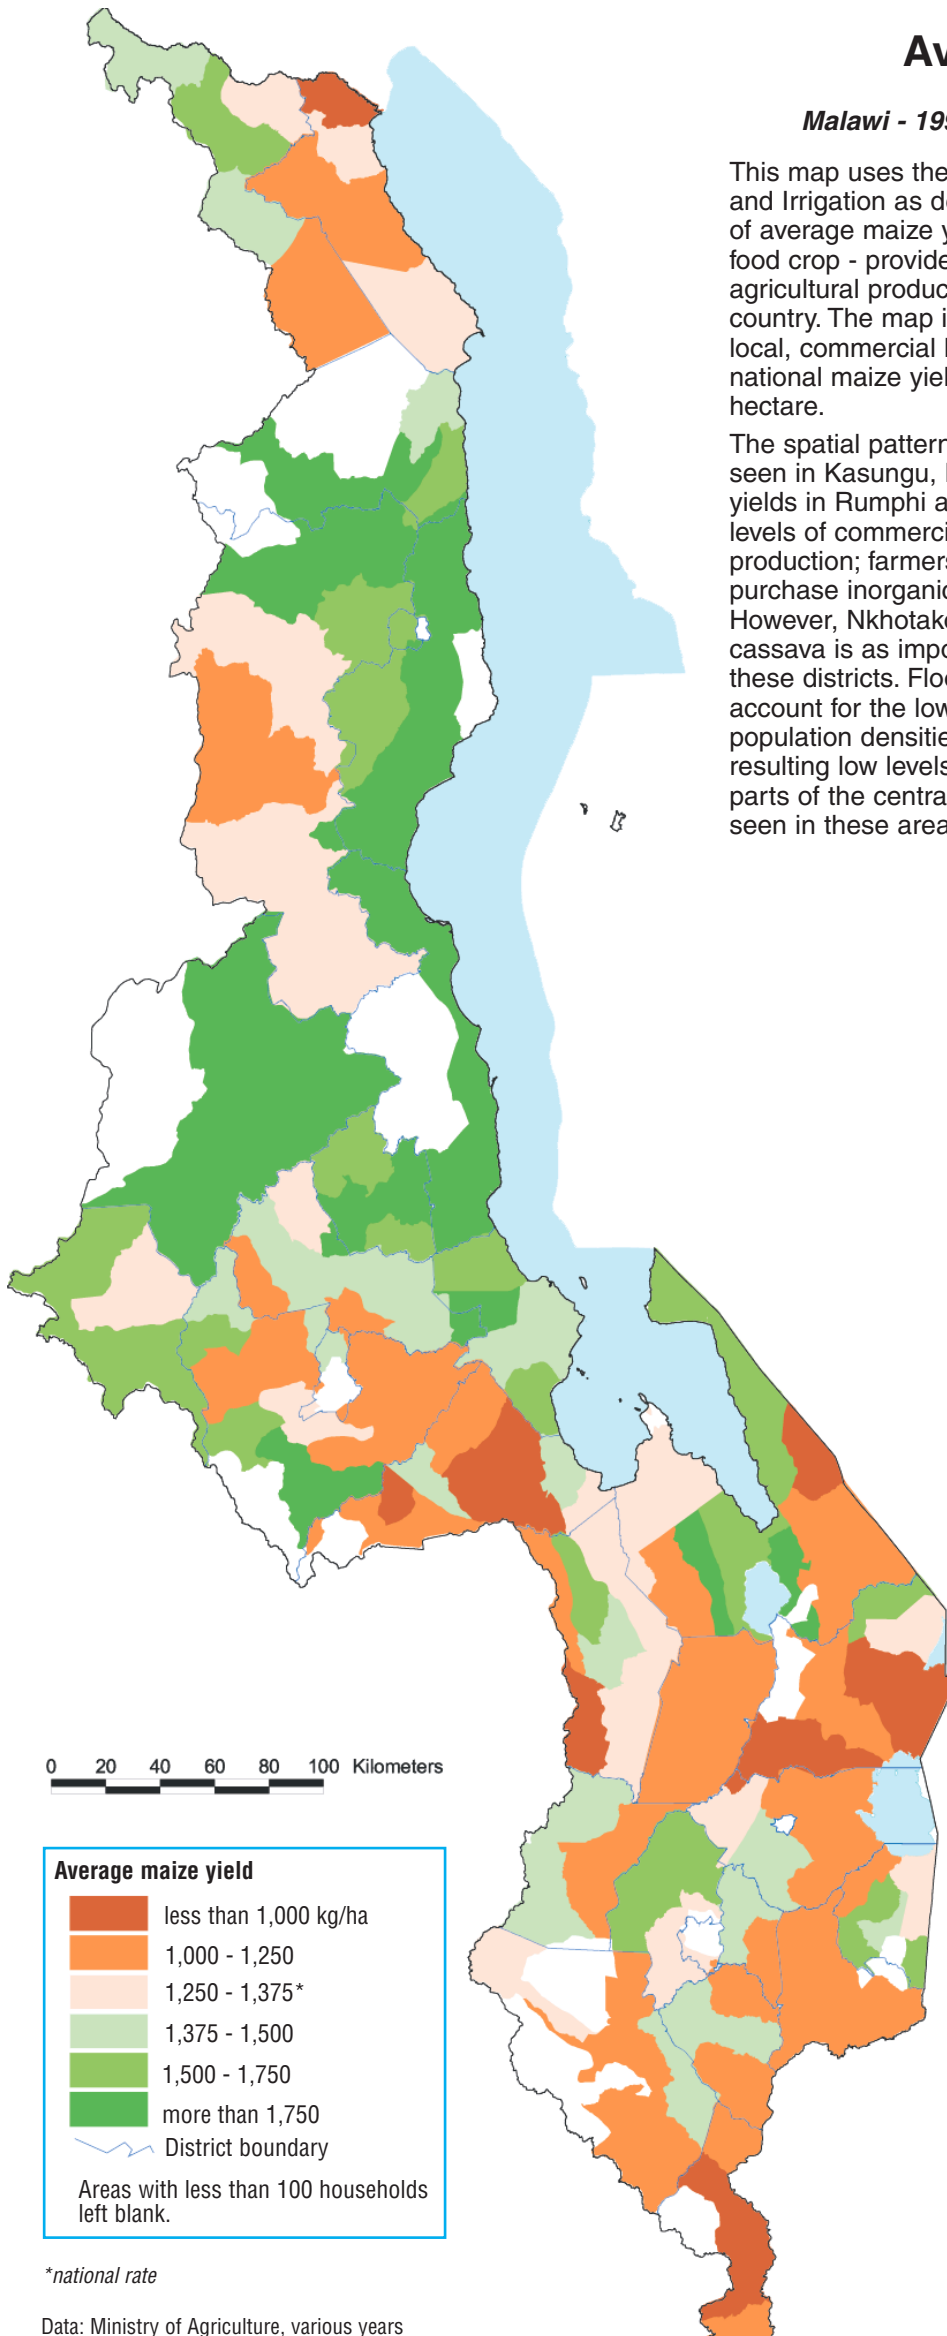 Av
Malawi - 199
This map uses the
and Irrigation as de
of average maize y
food crop - provide
agricultural produc
country. The map i
local, commercial
national maize yiel
hectare.
The spatial pattern
seen in Kasungu,
yields in Rumphi a
levels of commerci
production; farmers
purchase inorganic
However, Nkhotako
cassava is as impo
these districts. Floo
account for the low
population densitie
resulting low levels
parts of the centra
seen in these area
0 20 40 60 80 100 Kilometers
Average maize yield
less than 1,000 kg/ha
1,000 - 1,250
1,250 - 1,375*
1,375 - 1,500
1,500 - 1,750
more than 1,750
District boundary
Areas with less than 100 households
left blank.
*national rate
Data: Ministry of Agriculture, various years